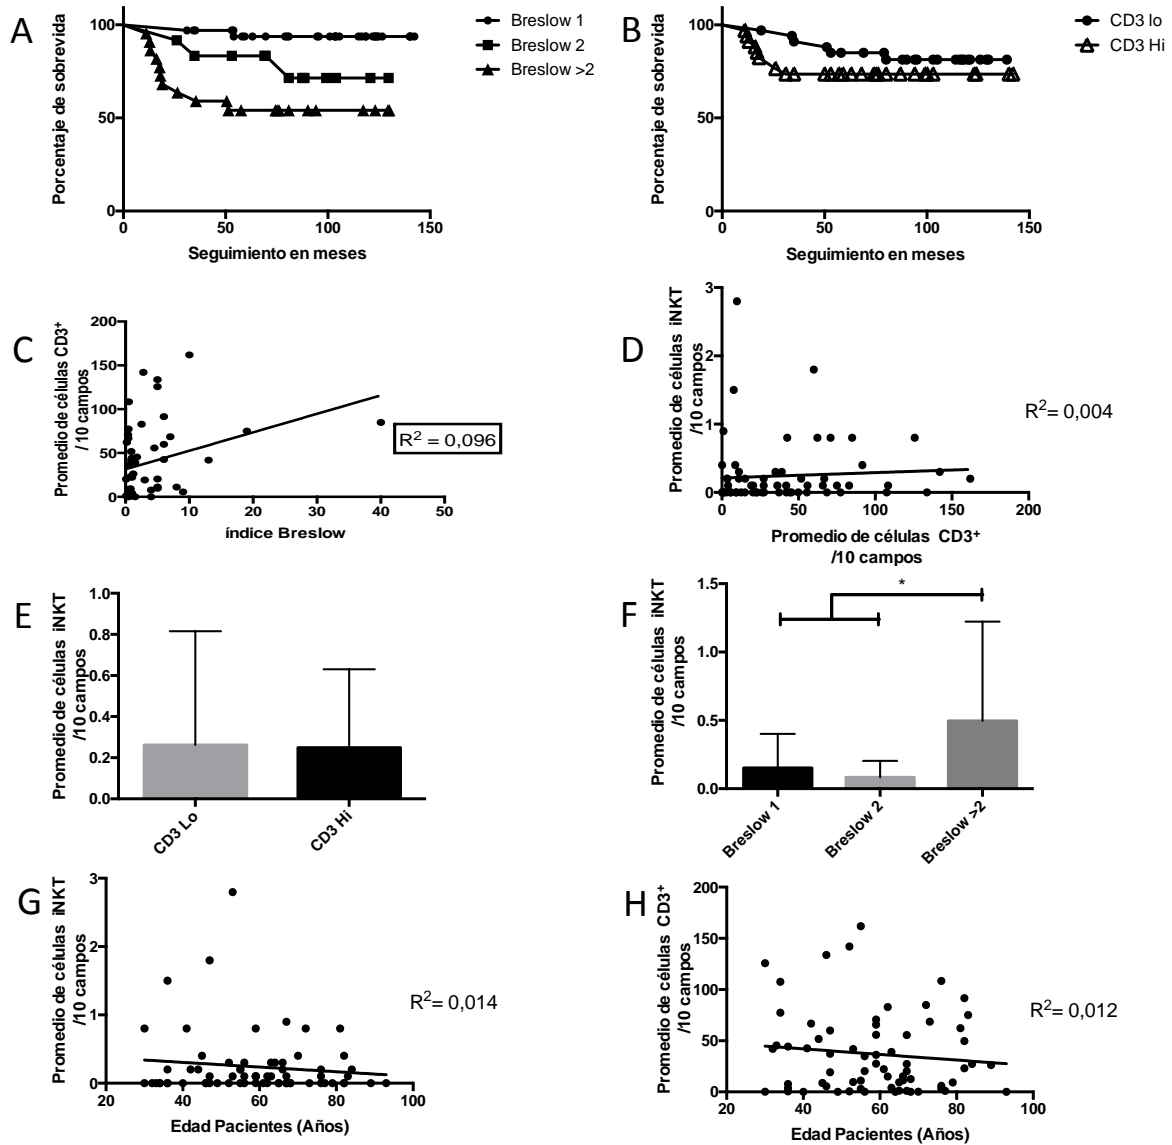 A
Porcentaje de sobrevida
100
50
0
0 50 100 150
Seguimiento en meses
Breslow 1
Breslow 2
Breslow >2
B
Porcentaje de sobrevida
100
50
0
0 50 100 150
Seguimiento en meses
CD3 lo
CD3 Hi
C
Promedio de células CD3⁺
/10 campos
200
150
100
50
0
0 10 20 30 40 50
índice Breslow
R² = 0,096
D
Promedio de células iNKT
/10 campos
3
2
1
0
0 50 100 150 200
Promedio de células CD3⁺
/10 campos
R²= 0,004
E
Promedio de células iNKT
/10 campos
1.0
0.8
0.6
0.4
0.2
0.0
CD3 Lo
CD3 Hi
F
Promedio de células iNKT
/10 campos
1.5
1.0
0.5
0.0
*
Breslow 1
Breslow 2
Breslow >2
G
Promedio de células iNKT
/10 campos
3
2
1
0
20 40 60 80 100
Edad Pacientes (Años)
R²= 0,014
H
Promedio de células CD3⁺
/10 campos
200
150
100
50
0
20 40 60 80 100
Edad Pacientes (Años)
R²= 0,012